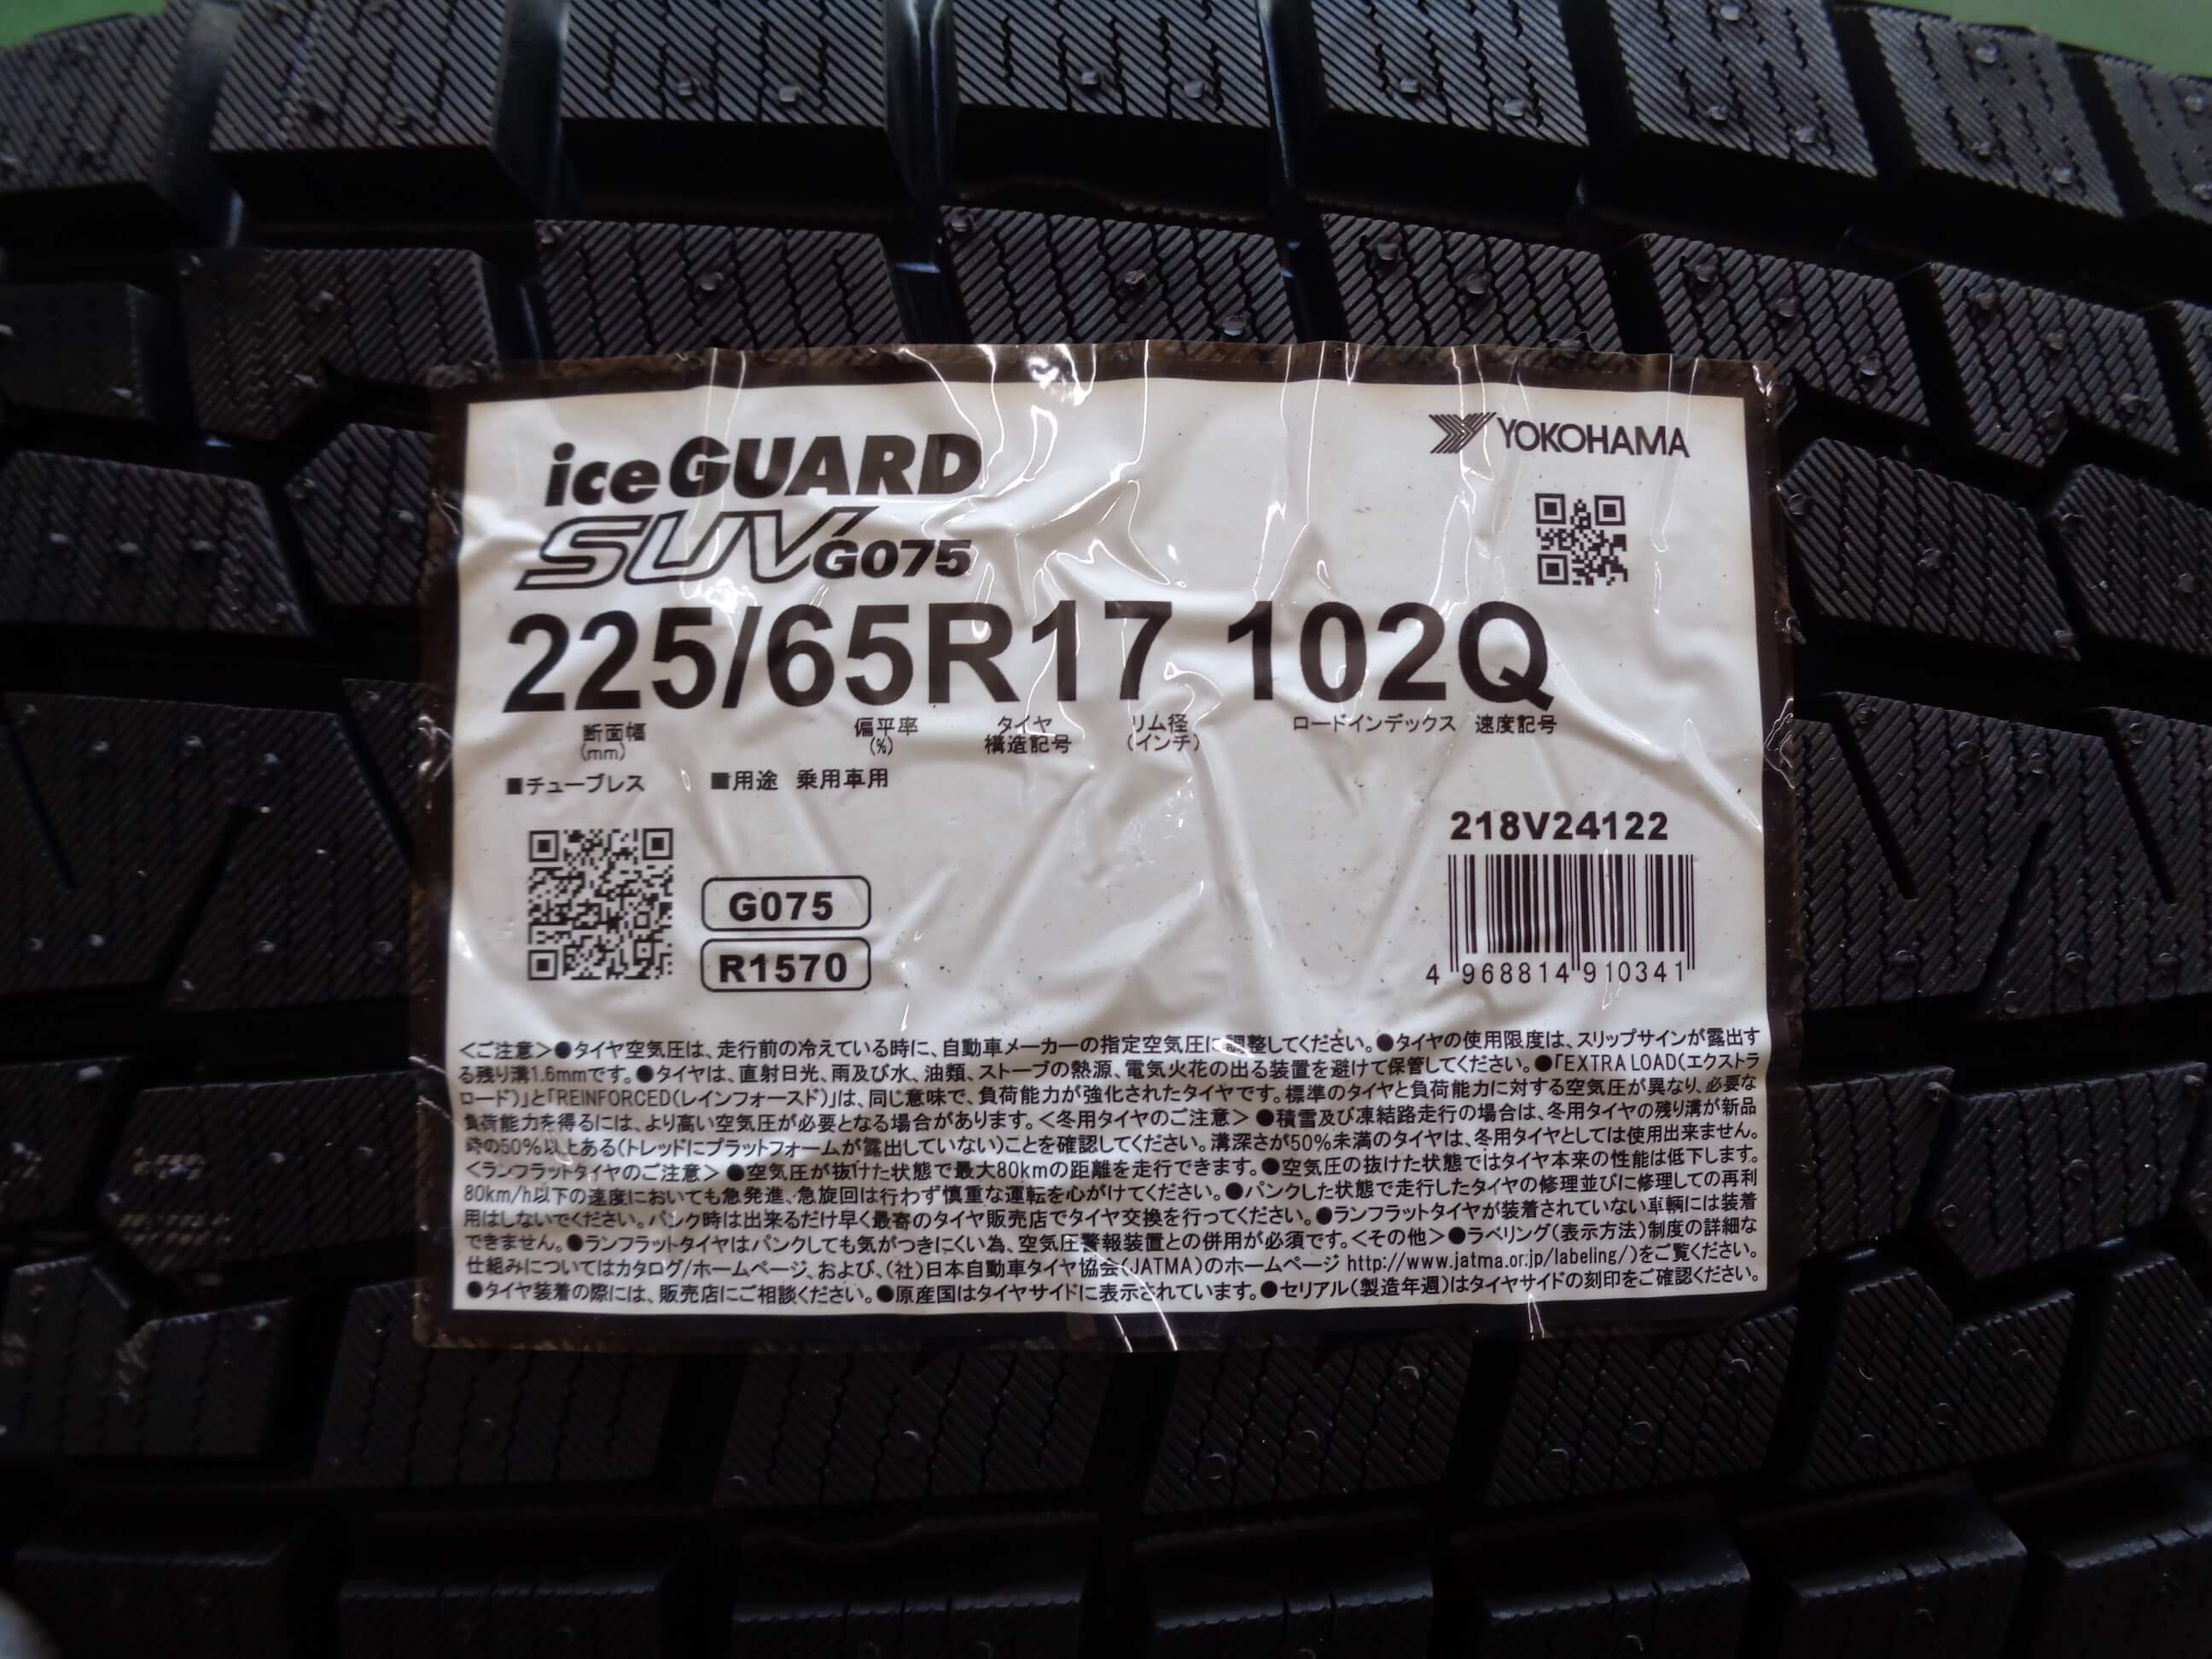 iceGUARD
YOKOHAMA
SUV G075
225/65R17 102Q
断面幅 偏平率 タイヤ リム径 ロードインデックス 速度記号
(mm) (%) 構造記号 (インチ)
■チューブレス ■用途 乗用車用
218V24122
G075
R1570
4 968814 910341
<ご注意>●タイヤ空気圧は、走行前の冷えている時に、自動車メーカーの指定空気圧に調整してください。●タイヤの使用限度は、スリップサインが露出す
る残り溝1.6mmです。●タイヤは、直射日光、雨及び水、油類、ストーブの熱源、電気火花の出る装置を避けて保管してください。●「EXTRA LOAD(エクストラ
ロード)」と「REINFORCED(レインフォースド)」は、同じ意味で、負荷能力が強化されたタイヤです。標準のタイヤと負荷能力に対する空気圧が異なり、必要な
負荷能力を得るには、より高い空気圧が必要となる場合があります。<冬用タイヤのご注意>●積雪及び凍結路走行の場合は、冬用タイヤの残り溝が新品
時の50%以上ある(トレッドにプラットフォームが露出していない)ことを確認してください。溝深さが50%未満のタイヤは、冬用タイヤとしては使用出来ません。
<ランフラットタイヤのご注意>●空気圧が抜けた状態で最大80kmの距離を走行できます。●空気圧の抜けた状態ではタイヤ本来の性能は低下します。
80km/h以下の速度においても急発進、急旋回は行わず慎重な運転を心がけてください。●パンクした状態で走行したタイヤの修理並びに修理しての再利
用はしないでください。パンク時は出来るだけ早く最寄のタイヤ販売店でタイヤ交換を行ってください。●ランフラットタイヤが装着されていない車輌には装着
できません。●ランフラットタイヤはパンクしても気がつきにくい為、空気圧警報装置との併用が必須です。<その他>●ラベリング(表示方法)制度の詳細な
仕組みについてはカタログ/ホームページ、および、(社)日本自動車タイヤ協会(JATMA)のホームページ http://www.jatma.or.jp/labeling/)をご覧ください。
●タイヤ装着の際には、販売店にご相談ください。●原産国はタイヤサイドに表示されています。●セリアル(製造年週)はタイヤサイドの刻印をご確認ください。